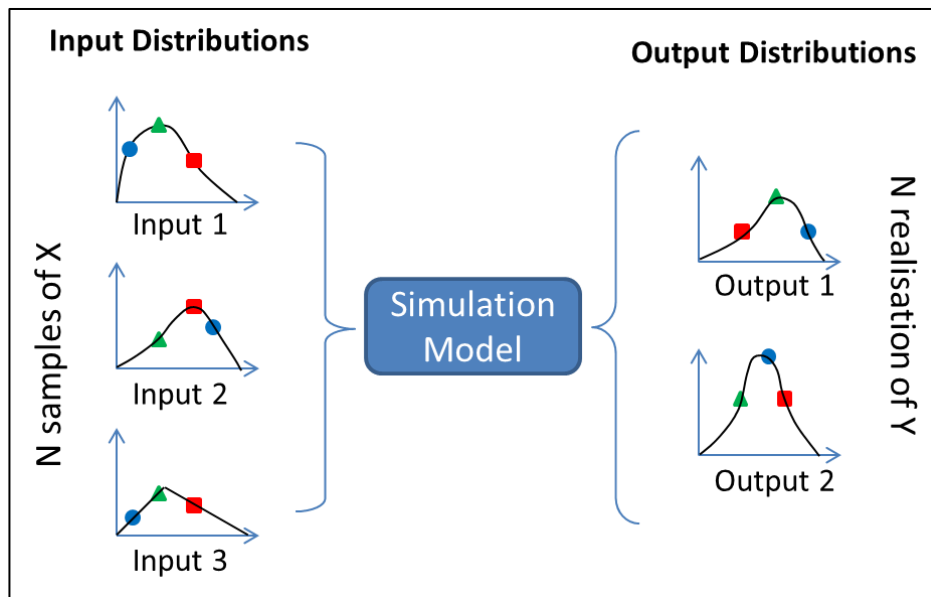 Input Distributions
Output Distributions
N samples of X
Input 1
Input 2
Input 3
Simulation
Model
Output 1
Output 2
N realisation of Y